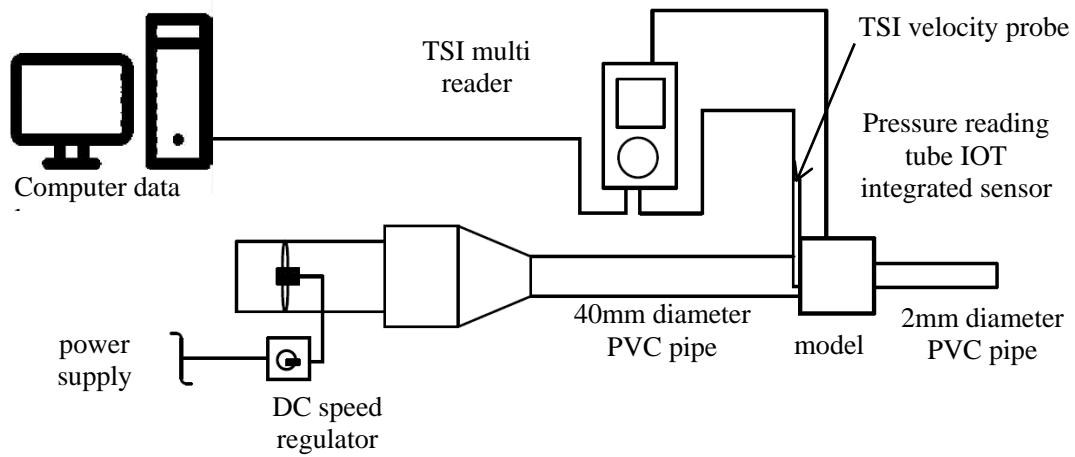 TSI velocity probe
TSI multi
reader
Pressure reading
tube IOT
integrated sensor
Computer data
40mm diameter
PVC pipe
model
2mm diameter
PVC pipe
power
supply
DC speed
regulator